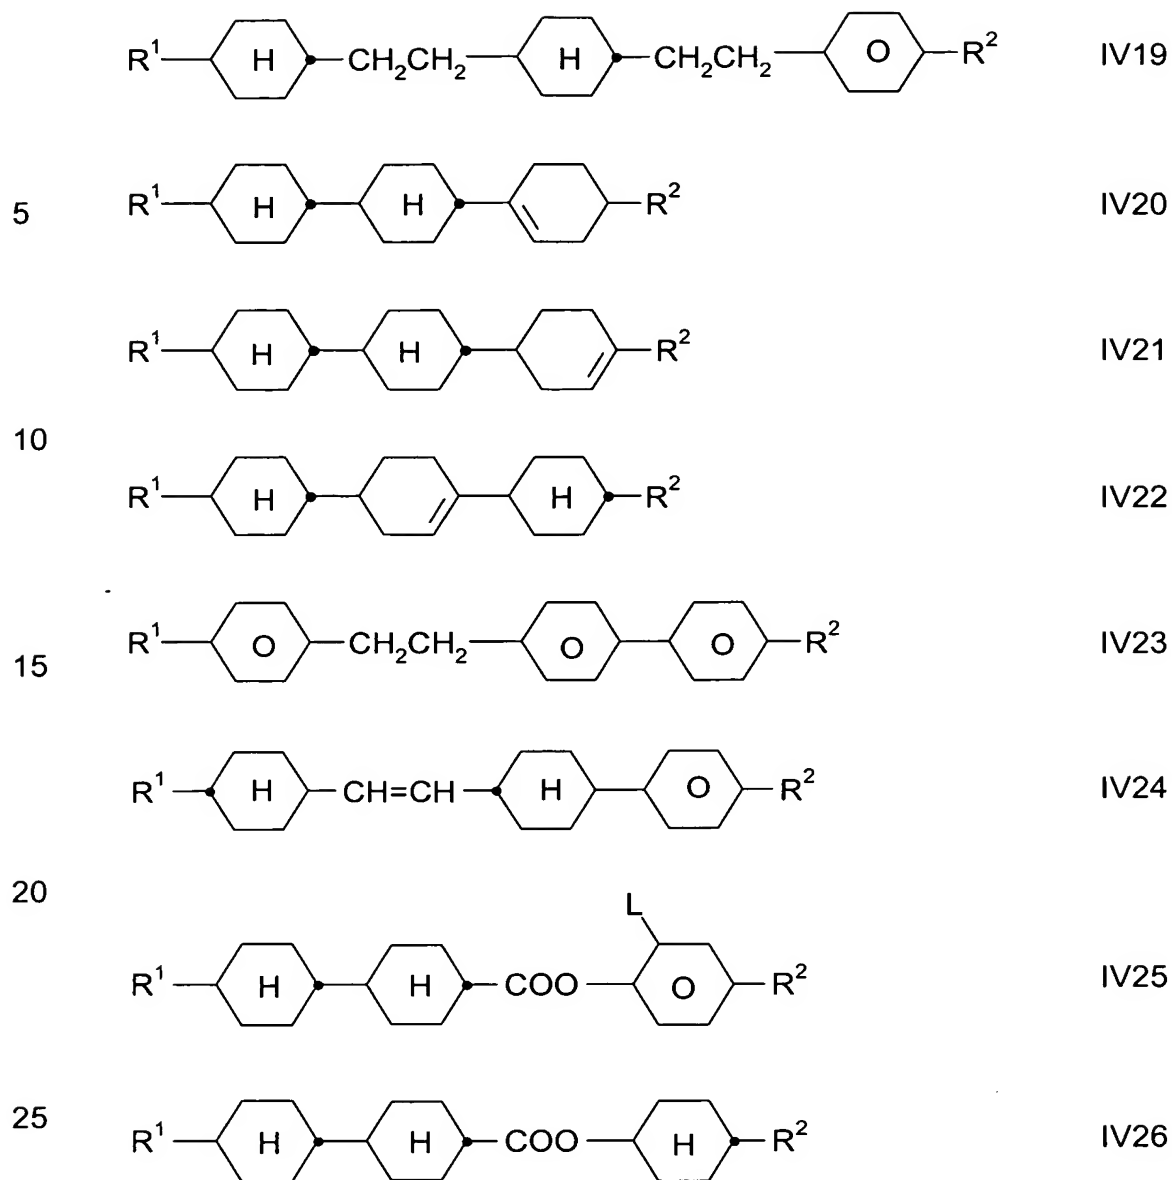 R¹ H CH₂CH₂ H CH₂CH₂ O R² IV19
5 R¹ H H R² IV20
R¹ H H R² IV21
10
R¹ H H R² IV22
R¹ O CH₂CH₂ O O R² IV23
15
R¹ H CH=CH H O R² IV24
20
L
R¹ H H COO O R² IV25
25
R¹ H H COO H R² IV26